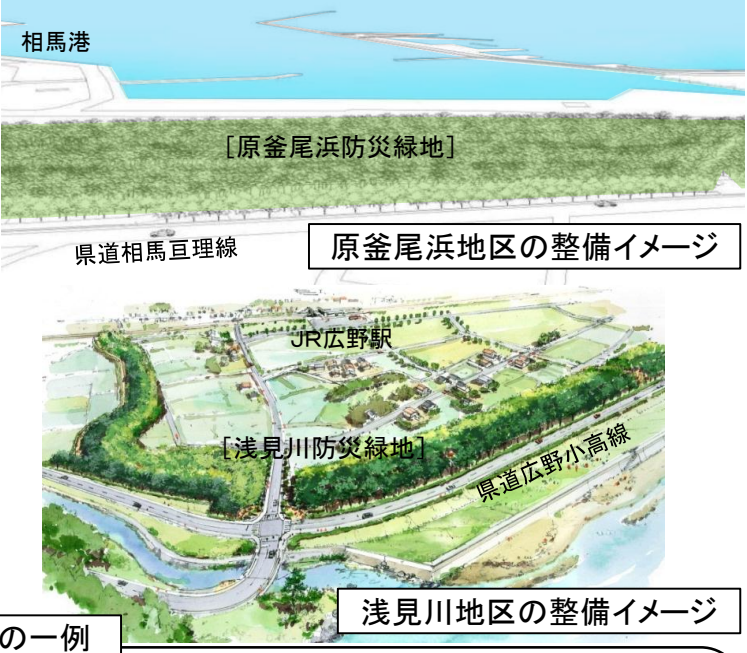 相馬港
[原釜尾浜防災緑地]
県道相馬亘理線
原釜尾浜地区の整備イメージ
JR広野駅
[浅見川防災緑地]
県道広野小高線
浅見川地区の整備イメージ
の一例